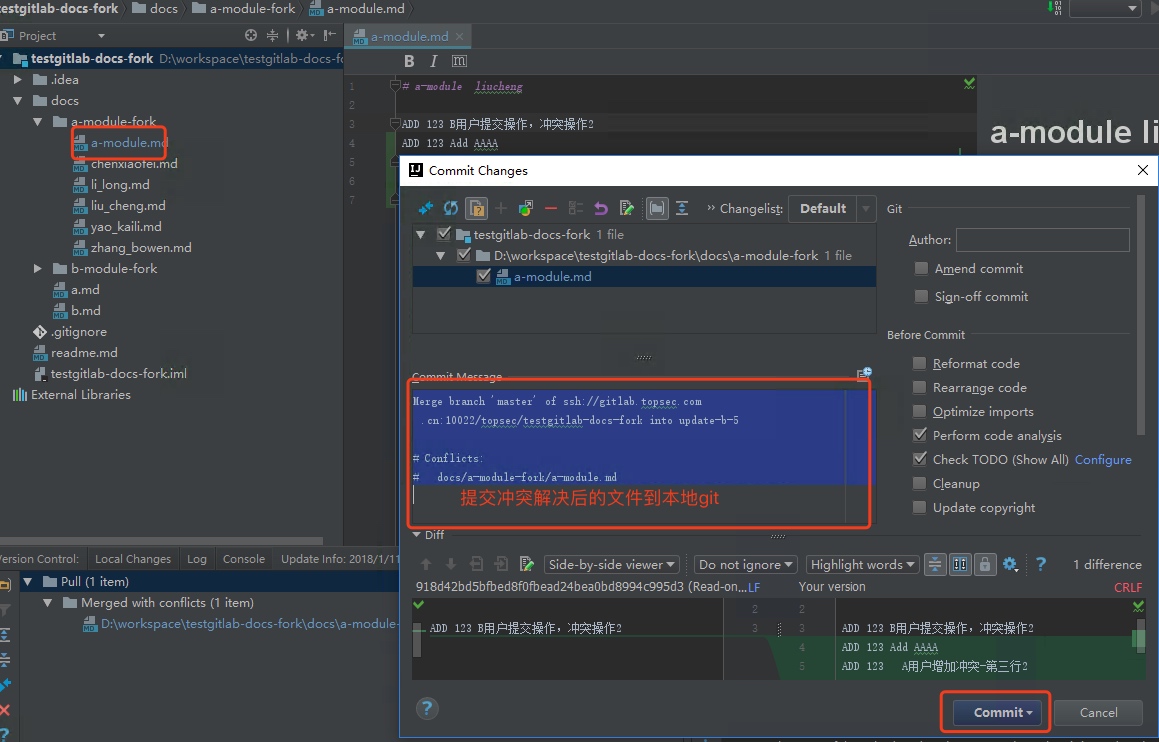 testgitlab-docs-fork docs a-module-fork a-module.md
Project
a-module.md
testgitlab-docs-fork D:\workspace\testgitlab-docs-fo
.idea
docs
a-module-fork
a-module.md
chenxiaofei.md
li_long.md
liu_cheng.md
yao_kaili.md
zhang_bowen.md
b-module-fork
a.md
b.md
.gitignore
readme.md
testgitlab-docs-fork.iml
External Libraries
B I m
1 # a-module liucheng
2
3 ADD 123 B用户提交操作，冲突操作2
4 ADD 123 Add AAAA
5
6
7
a-module li
Commit Changes
Changelist: Default
Git
testgitlab-docs-fork 1 file
D:\workspace\testgitlab-docs-fork\docs\a-module-fork 1 file
a-module.md
Author:
Amend commit
Sign-off commit
Before Commit
Reformat code
Rearrange code
Optimize imports
Perform code analysis
Check TODO (Show All) Configure
Cleanup
Update copyright
Commit Message
Merge branch 'master' of ssh://gitlab.topsec.com
.cn:10022/topsec/testgitlab-docs-fork into update-b-5
# Conflicts:
# docs/a-module-fork/a-module.md
提交冲突解决后的文件到本地git
Diff
Side-by-side viewer Do not ignore Highlight words ? 1 difference
918d42bd5bfbed8f0fbead24bea0bd8994c995d3 (Read-on... LF Your version CRLF
2 2
ADD 123 B用户提交操作，冲突操作2 3 3 ADD 123 B用户提交操作，冲突操作2
4 ADD 123 Add AAAA
5 ADD 123 A用户增加冲突-第三行2
? Commit Cancel
Version Control: Local Changes Log Console Update Info: 2018/1/11
Pull (1 item)
Merged with conflicts (1 item)
D:\workspace\testgitlab-docs-fork\docs\a-module-